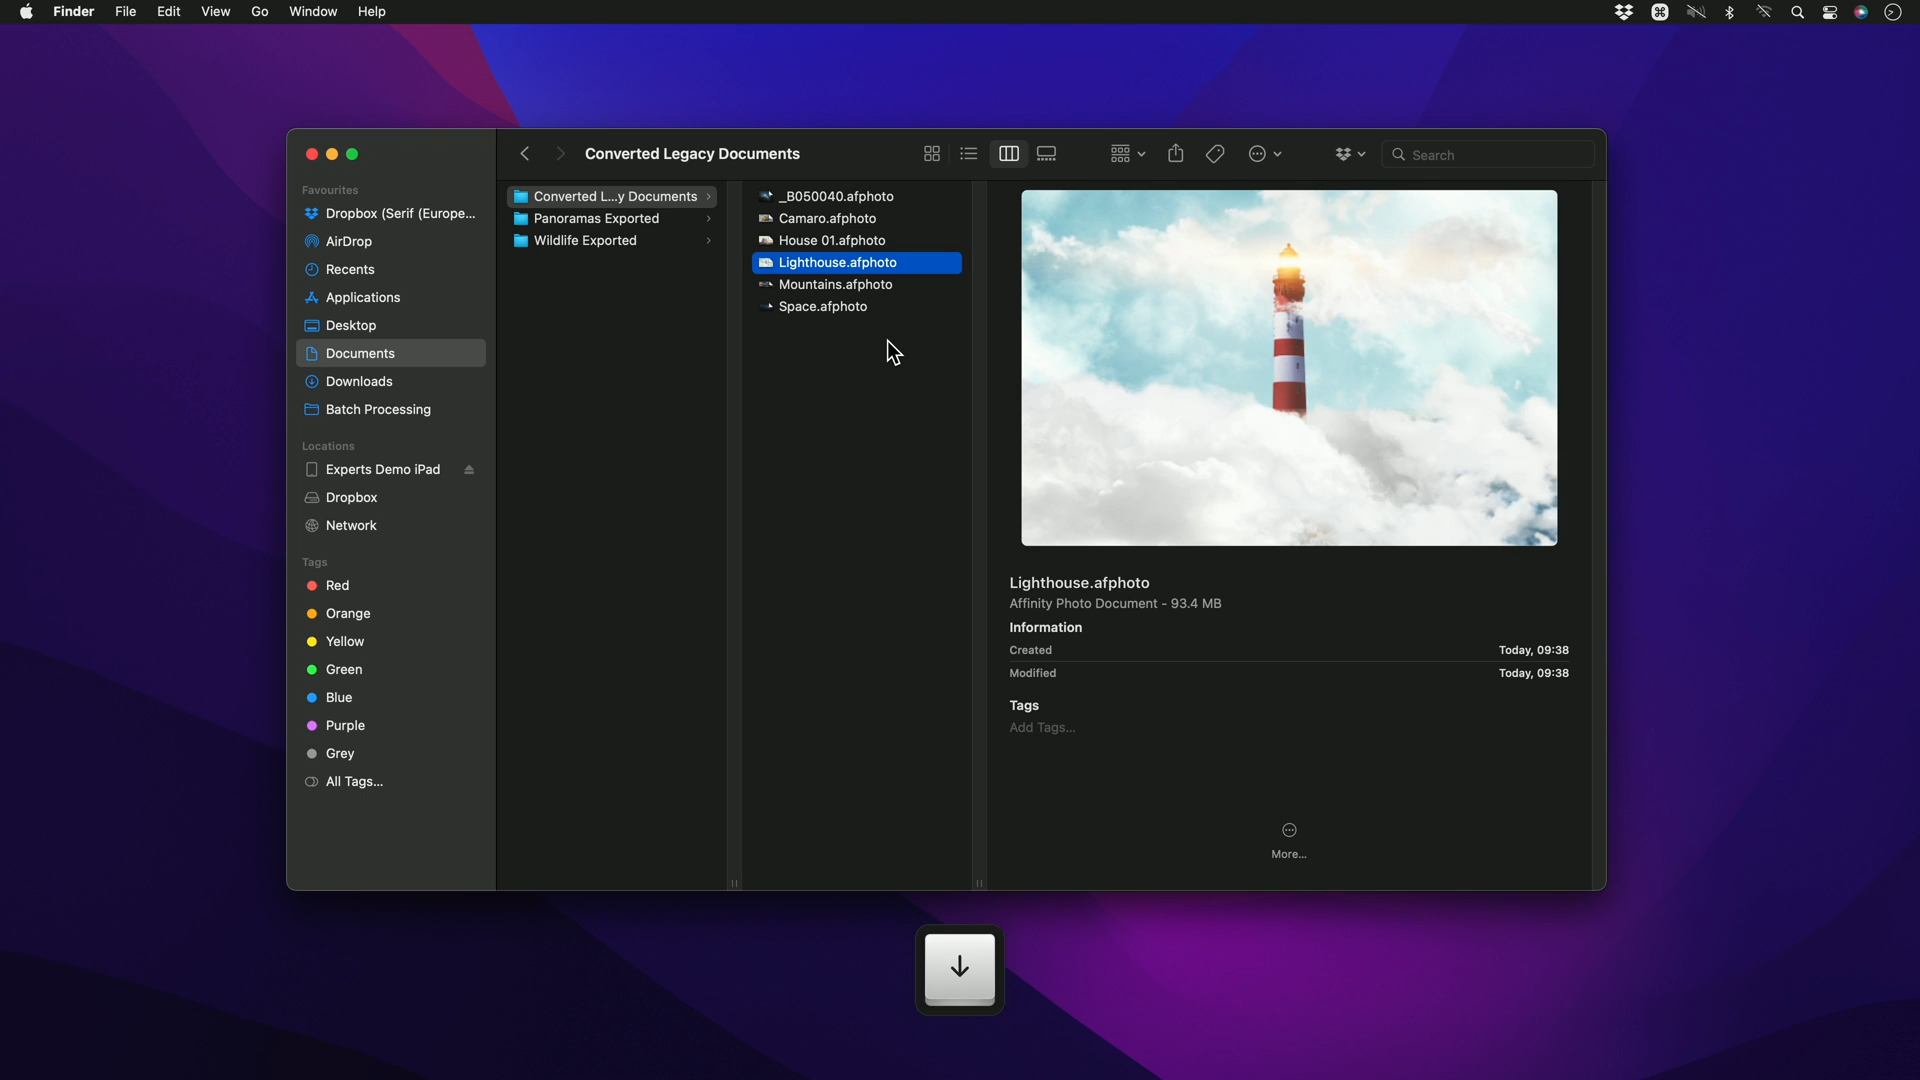 Finder File Edit View Go Window Help
Converted Legacy Documents
Search
Favourites
Dropbox (Serif (Europe...
AirDrop
Recents
Applications
Desktop
Documents
Downloads
Batch Processing
Locations
Experts Demo iPad
Dropbox
Network
Tags
Red
Orange
Yellow
Green
Blue
Purple
Grey
All Tags...
Converted L...y Documents
Panoramas Exported
Wildlife Exported
_B050040.afphoto
Camaro.afphoto
House 01.afphoto
Lighthouse.afphoto
Mountains.afphoto
Space.afphoto
Lighthouse.afphoto
Affinity Photo Document - 93.4 MB
Information
Created Today, 09:38
Modified Today, 09:38
Tags
Add Tags...
More...